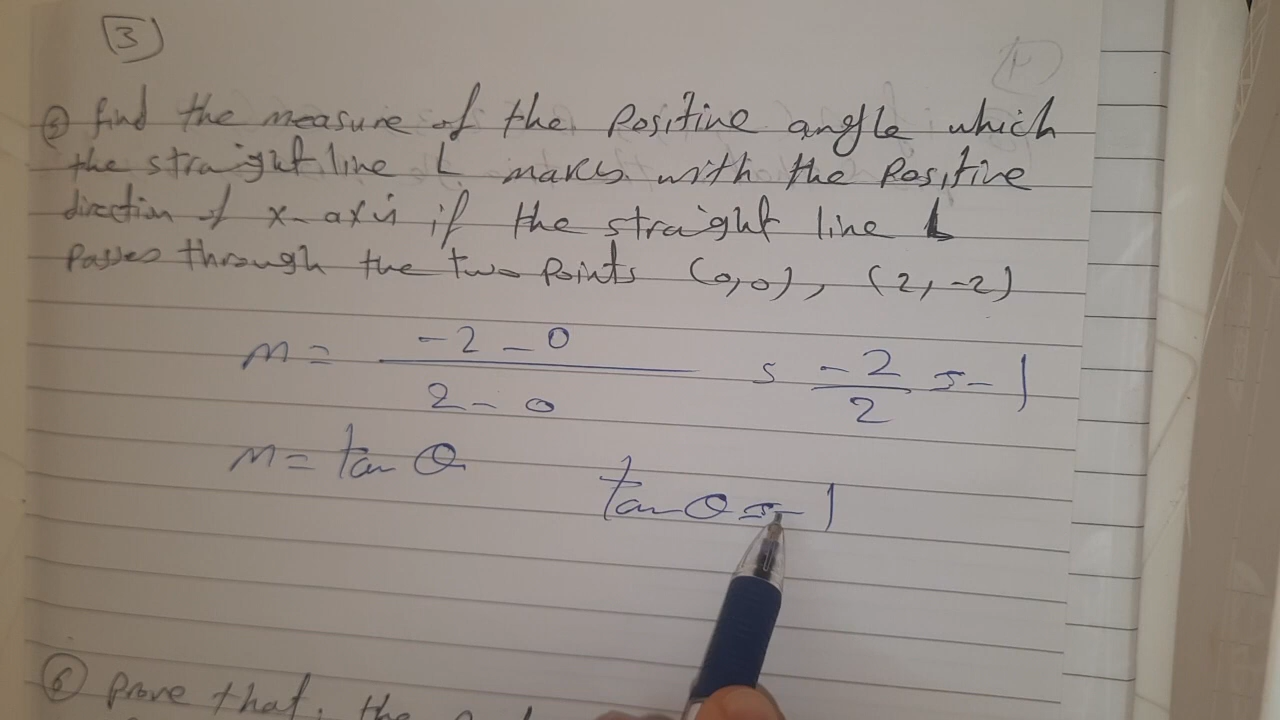 3
⑤ find the measure of the Positive angle which
the straight line L makes with the Positive
direction of x-axis if the straight line L
Passes through the two Points (0,0), (2,-2)
m = -2 - 0 / 2 - 0 = -2/2 = -1
m = tan θ tan θ = -1
⑥ Prove that, the